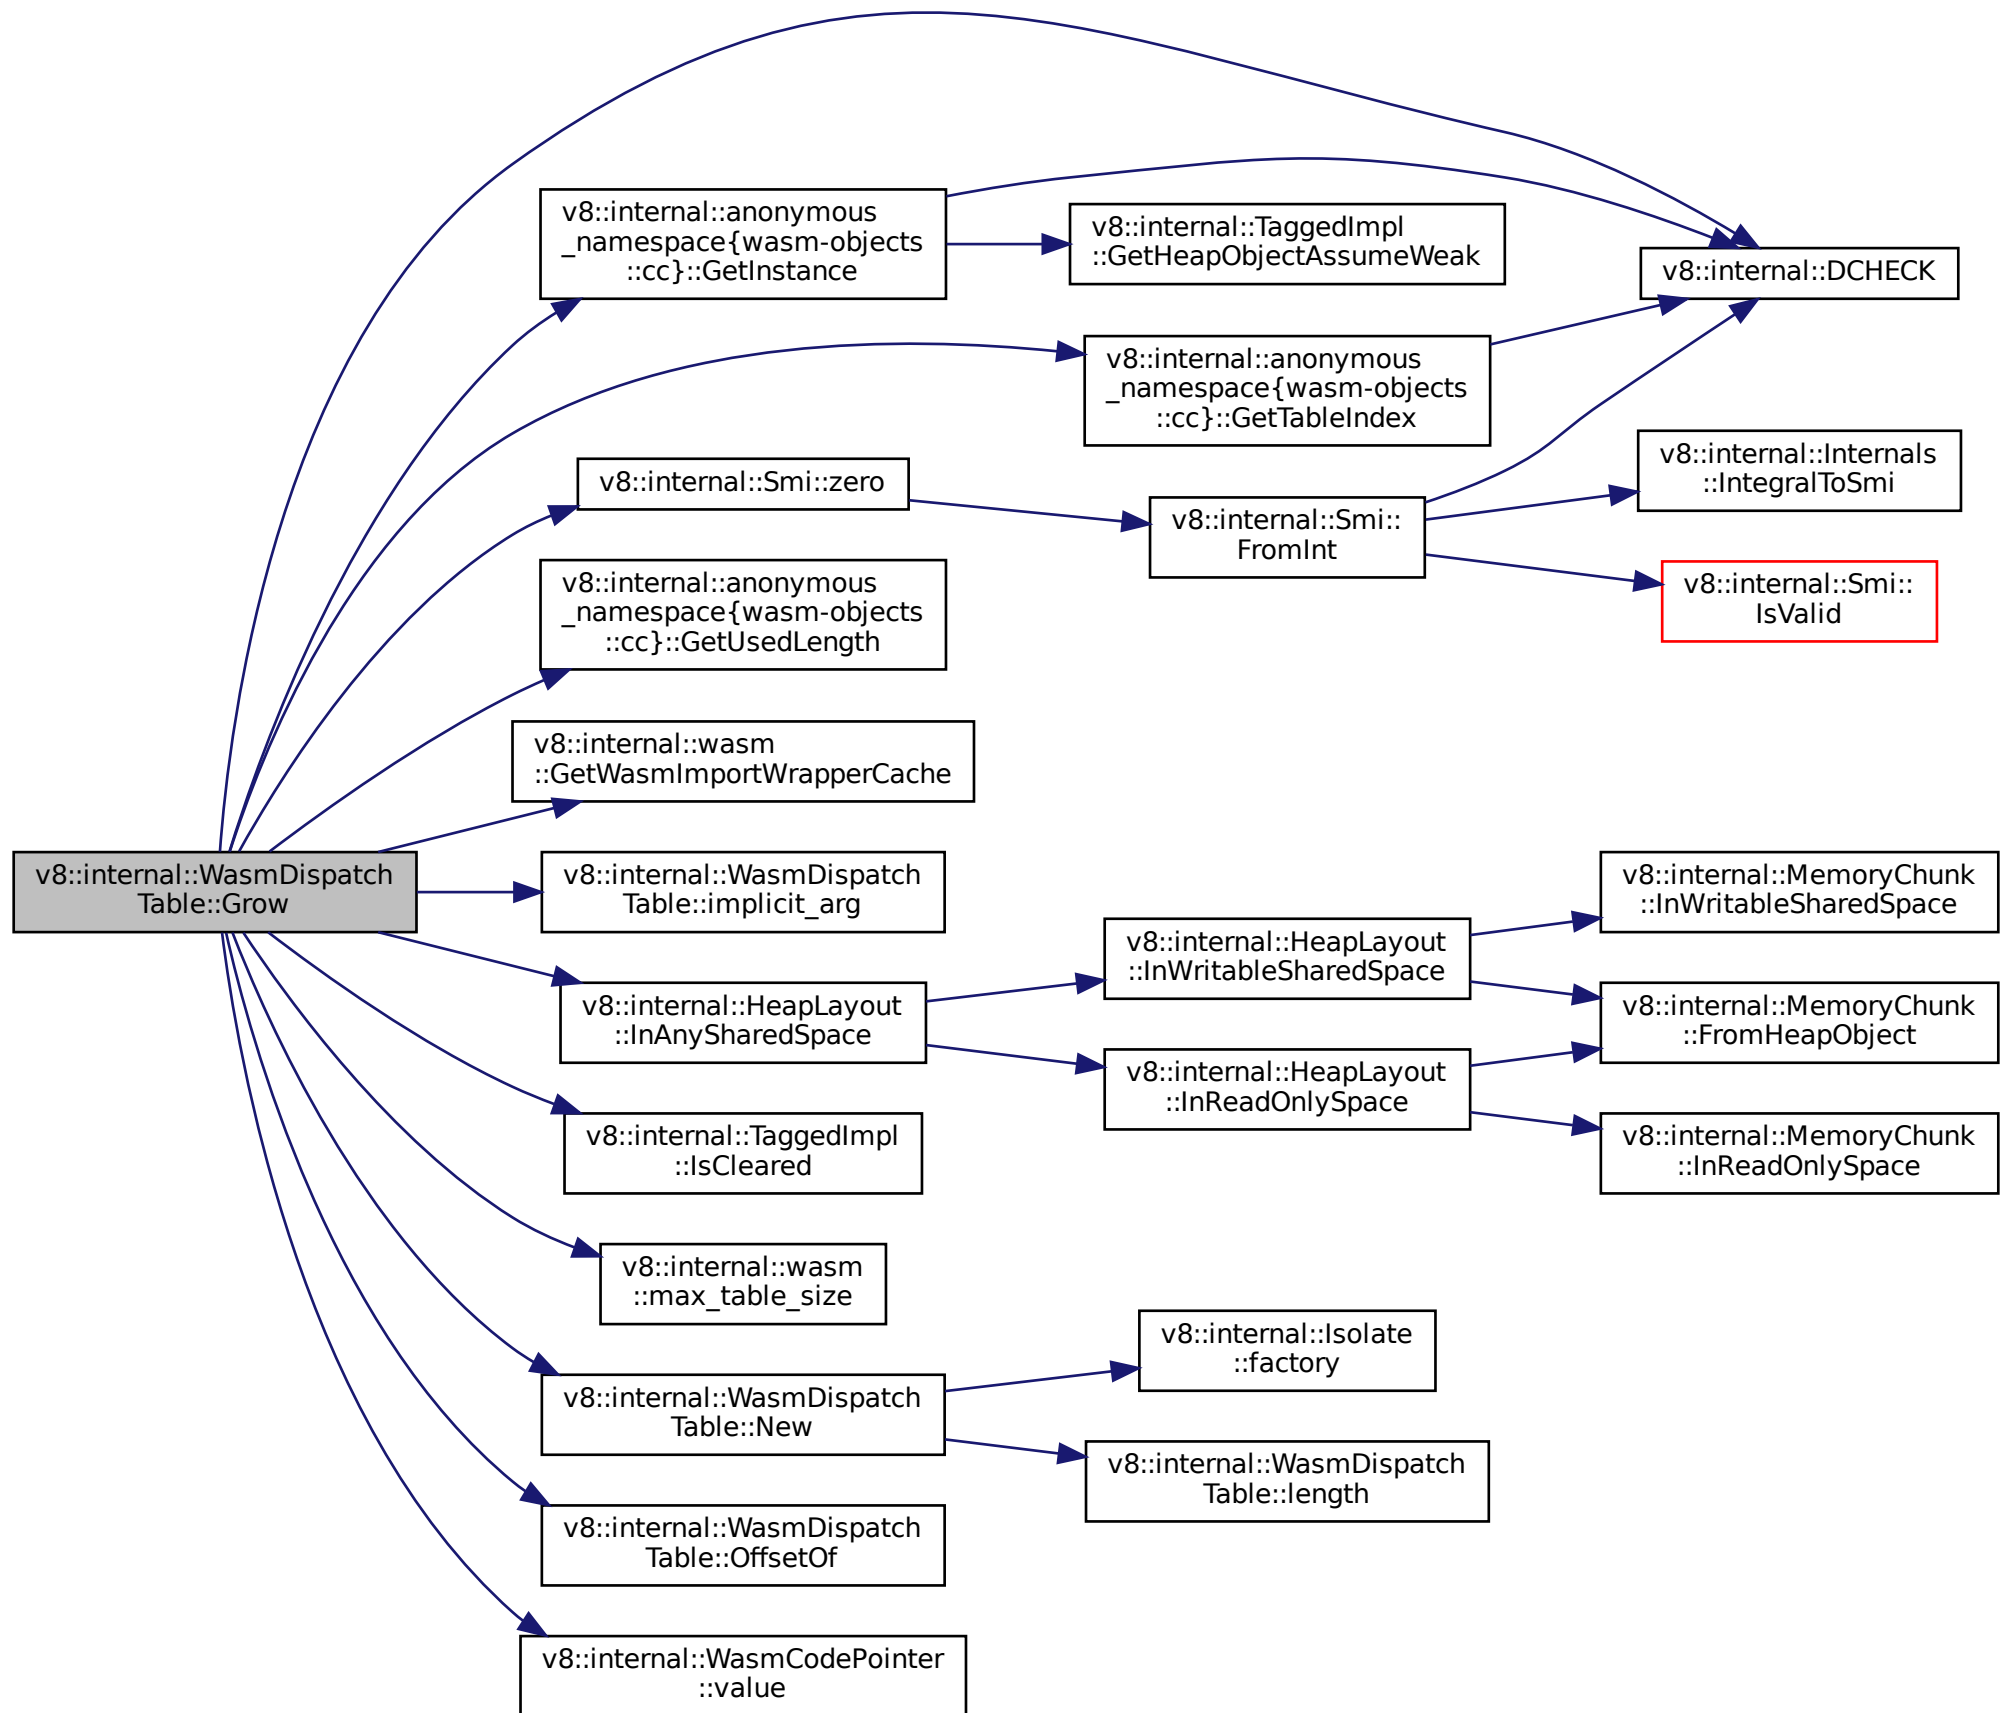 v8::internal::WasmDispatch
Table::Grow
v8::internal::anonymous
_namespace{wasm-objects
::cc}::GetInstance
v8::internal::TaggedImpl
::GetHeapObjectAssumeWeak
v8::internal::DCHECK
v8::internal::anonymous
_namespace{wasm-objects
::cc}::GetTableIndex
v8::internal::Smi::zero
v8::internal::Smi::
FromInt
v8::internal::Internals
::IntegralToSmi
v8::internal::Smi::
IsValid
v8::internal::anonymous
_namespace{wasm-objects
::cc}::GetUsedLength
v8::internal::wasm
::GetWasmImportWrapperCache
v8::internal::WasmDispatch
Table::implicit_arg
v8::internal::HeapLayout
::InAnySharedSpace
v8::internal::HeapLayout
::InWritableSharedSpace
v8::internal::MemoryChunk
::InWritableSharedSpace
v8::internal::MemoryChunk
::FromHeapObject
v8::internal::HeapLayout
::InReadOnlySpace
v8::internal::MemoryChunk
::InReadOnlySpace
v8::internal::TaggedImpl
::IsCleared
v8::internal::wasm
::max_table_size
v8::internal::WasmDispatch
Table::New
v8::internal::Isolate
::factory
v8::internal::WasmDispatch
Table::length
v8::internal::WasmDispatch
Table::OffsetOf
v8::internal::WasmCodePointer
::value